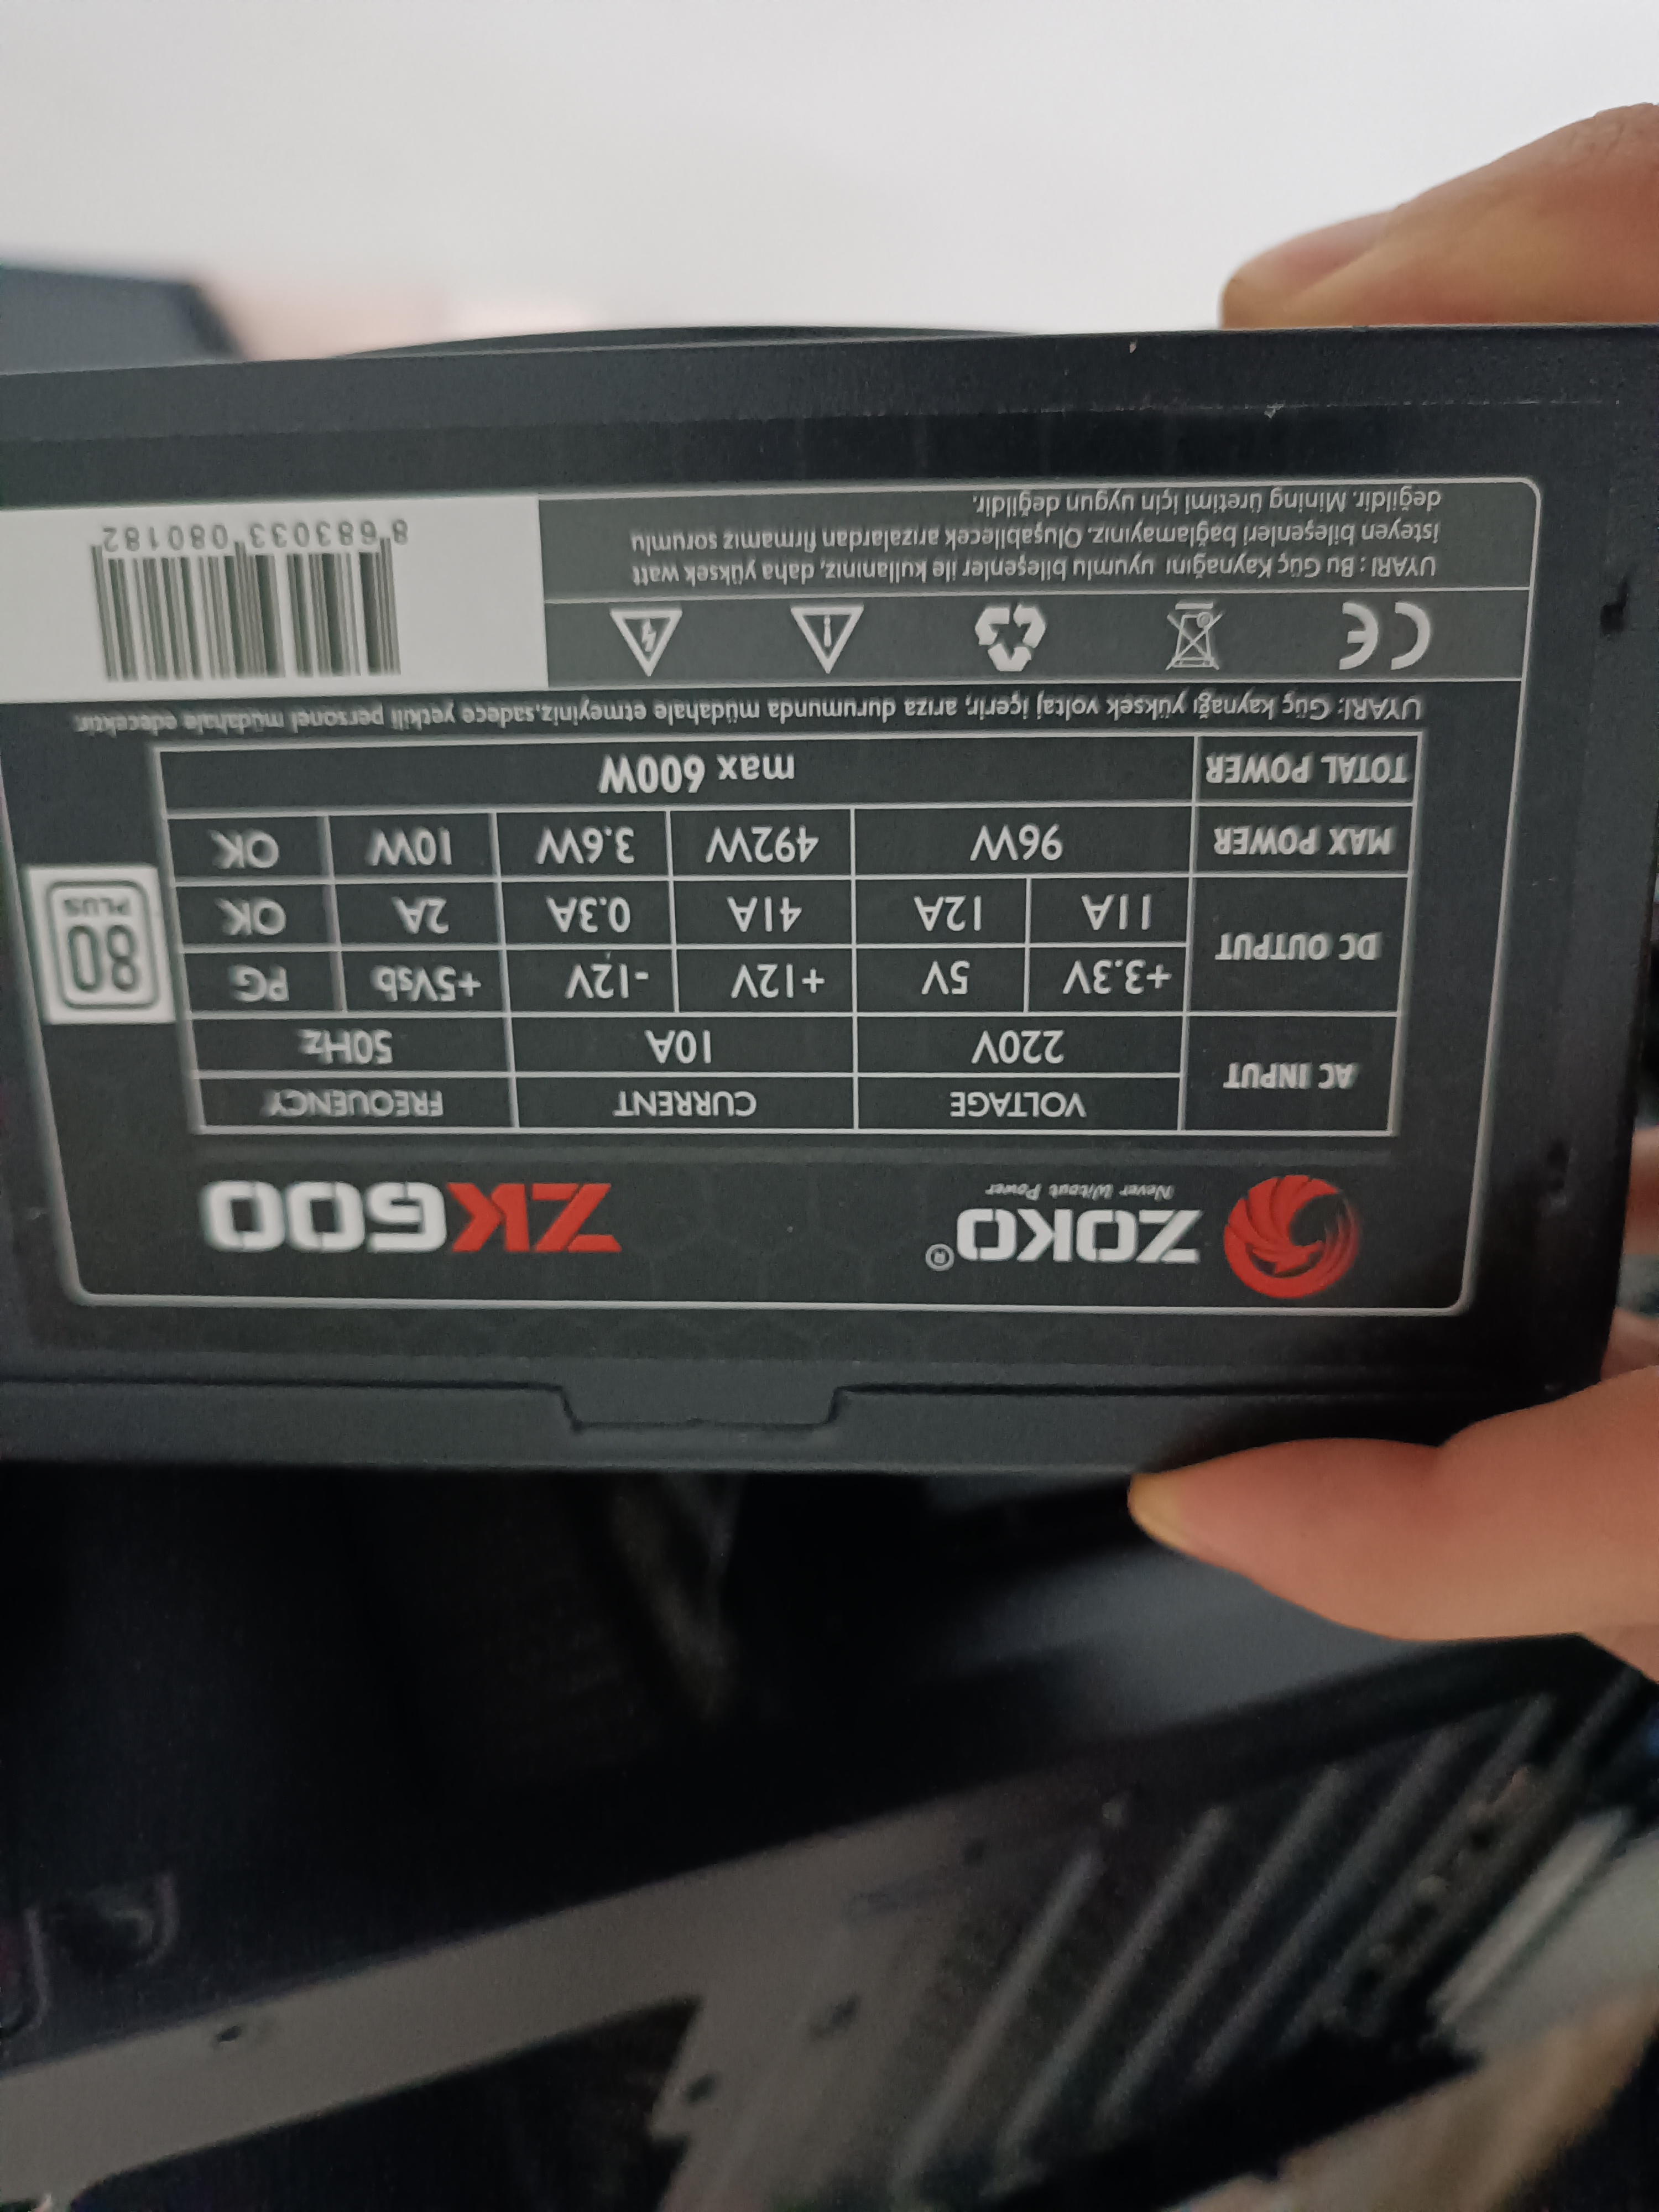 ZOKO® ZK600
Never Witout Power
AC INPUT VOLTAGE CURRENT FREQUENCY
220V 10A 50Hz
DC OUTPUT +3.3V 5V +12V -12V +5Vsb PG
11A 12A 41A 0.3A 2A OK
MAX POWER 96W 492W 3.6W 10W OK
TOTAL POWER max 600W
80
PLUS
UYARI: Güç kaynağı yüksek voltaj içerir, arıza durumunda müdahale etmeyiniz,sadece yetkili personel müdahale edecektir.
CE
UYARI : Bu Güç Kaynağını uyumlu bileşenler ile kullanınız, daha yüksek watt
isteyen bileşenleri bağlamayınız. Oluşabilecek arızalardan firmamız sorumlu
değildir. Mining üretimi için uygun değildir.
8 683033 080182